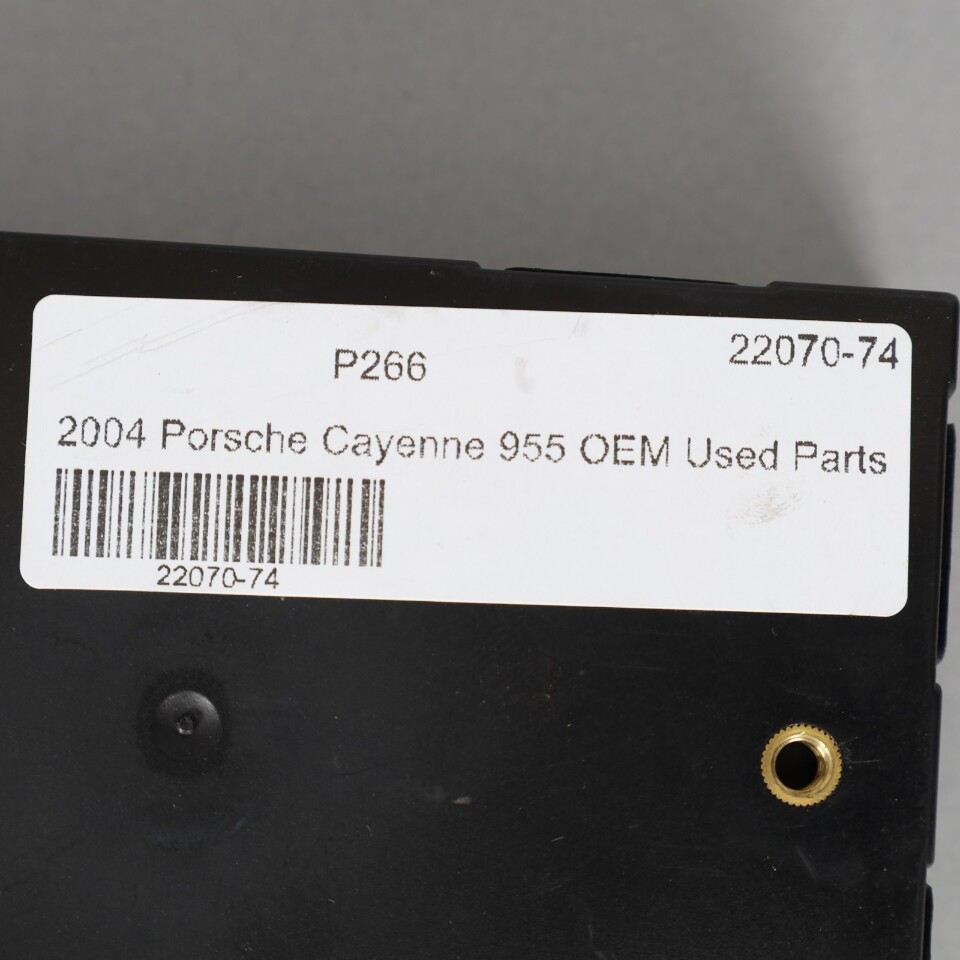 P266
22070-74
2004 Porsche Cayenne 955 OEM Used Parts
22070-74